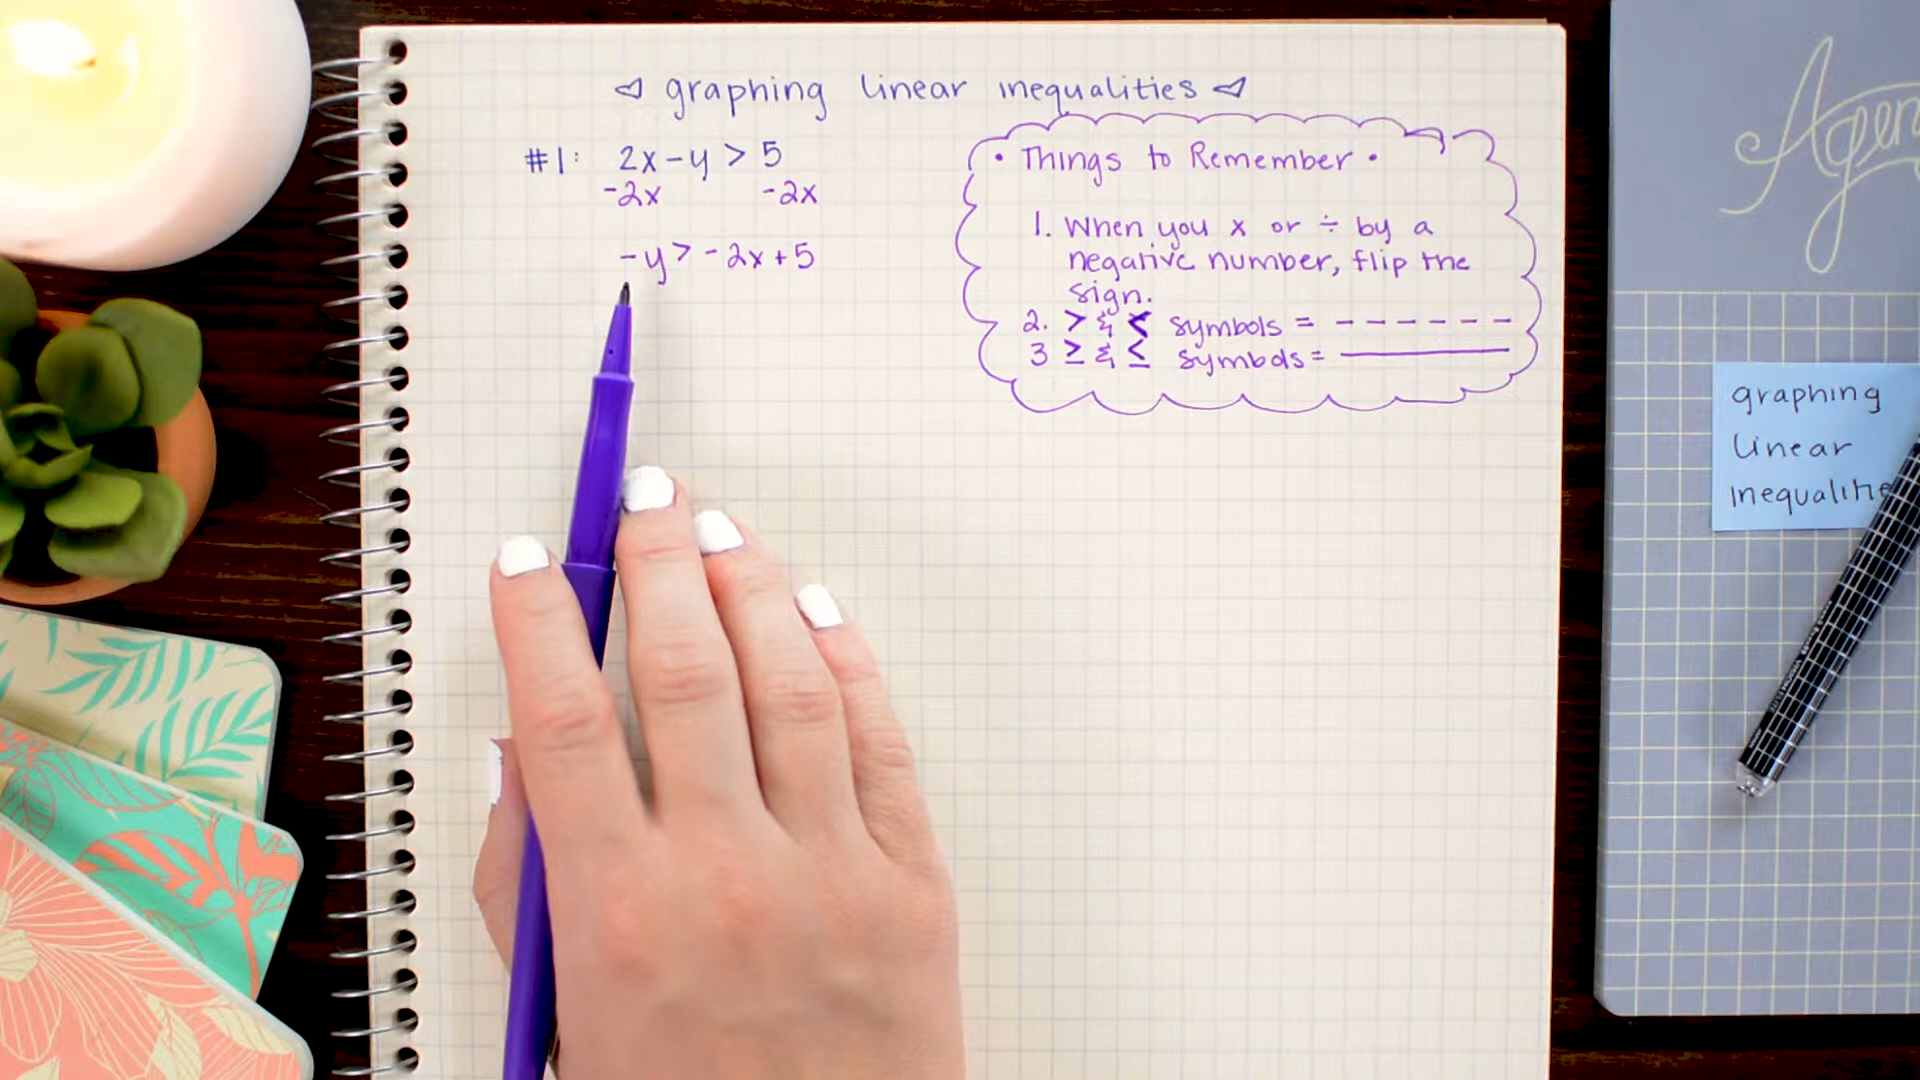 graphing linear inequalities
#1: 2x-y > 5
-2x -2x
-y > -2x+5
• Things to Remember •
1. When you x or ÷ by a
negative number, flip the
sign.
2. > & < symbols = ------
3 ≥ & ≤ symbols = ———
graphing
linear